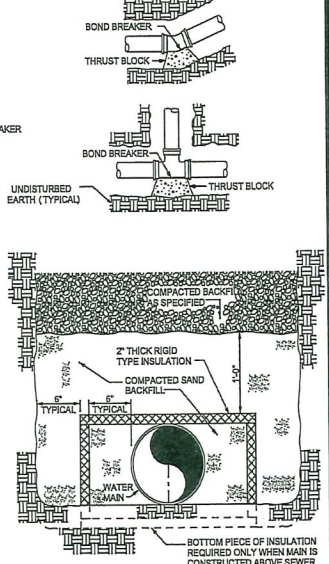 BOND BREAKER
THRUST BLOCK
BOND BREAKER
UNDISTURBED
EARTH (TYPICAL)
THRUST BLOCK
COMPACTED
AS SPECIFIED
2" THICK RIGID
TYPE INSULATION
COMPACTED SAND
BACKFILL
1'-0"
6"
TYPICAL
6"
TYPICAL
WATER
MAIN
BOTTOM PIECE OF INSULATION
REQUIRED ONLY WHEN MAIN IS
CONSTRUCTED ABOVE SEWER